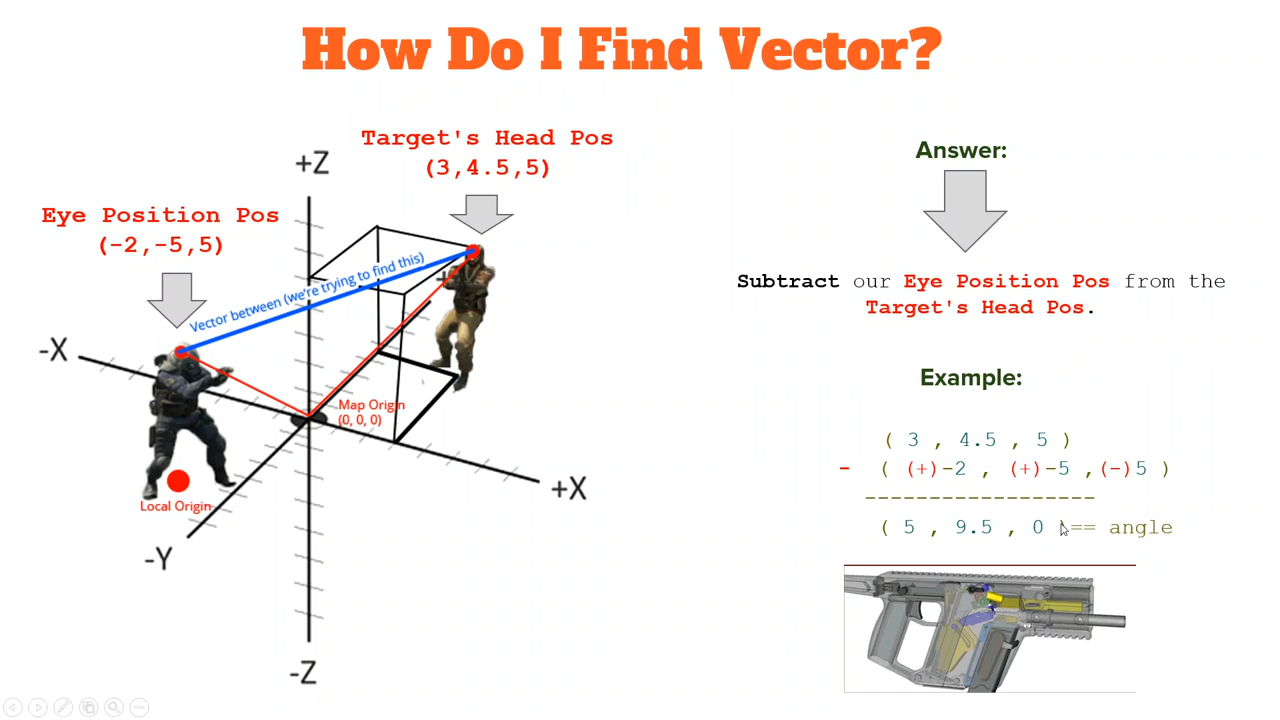 How Do I Find Vector?
Target's Head Pos
(3,4.5,5)
Eye Position Pos
(-2,-5,5)
+Z
Vector between (we're trying to find this)
-X
Map Origin
(0, 0, 0)
+X
Local Origin
-Y
-Z
Answer:
Subtract our Eye Position Pos from the
Target's Head Pos.
Example:
( 3 , 4.5 , 5 )
- ( (+)-2 , (+)-5 ,(-)5 )
------------------
( 5 , 9.5 , 0 )== angle